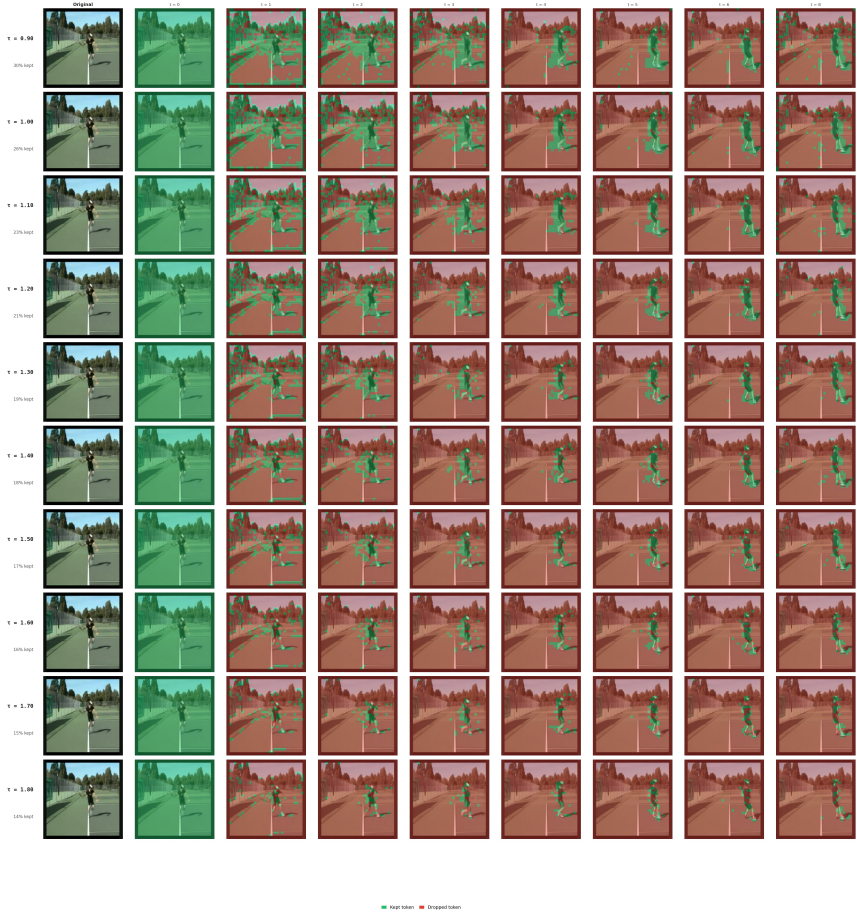 Original t = 0 t = 1 t = 2 t = 3 t = 4 t = 5 t = 6 t = 8
τ = 0.90
30% kept
τ = 1.00
26% kept
τ = 1.10
23% kept
τ = 1.20
21% kept
τ = 1.30
19% kept
τ = 1.40
18% kept
τ = 1.50
17% kept
τ = 1.60
16% kept
τ = 1.70
15% kept
τ = 1.80
14% kept
Kept token Dropped token